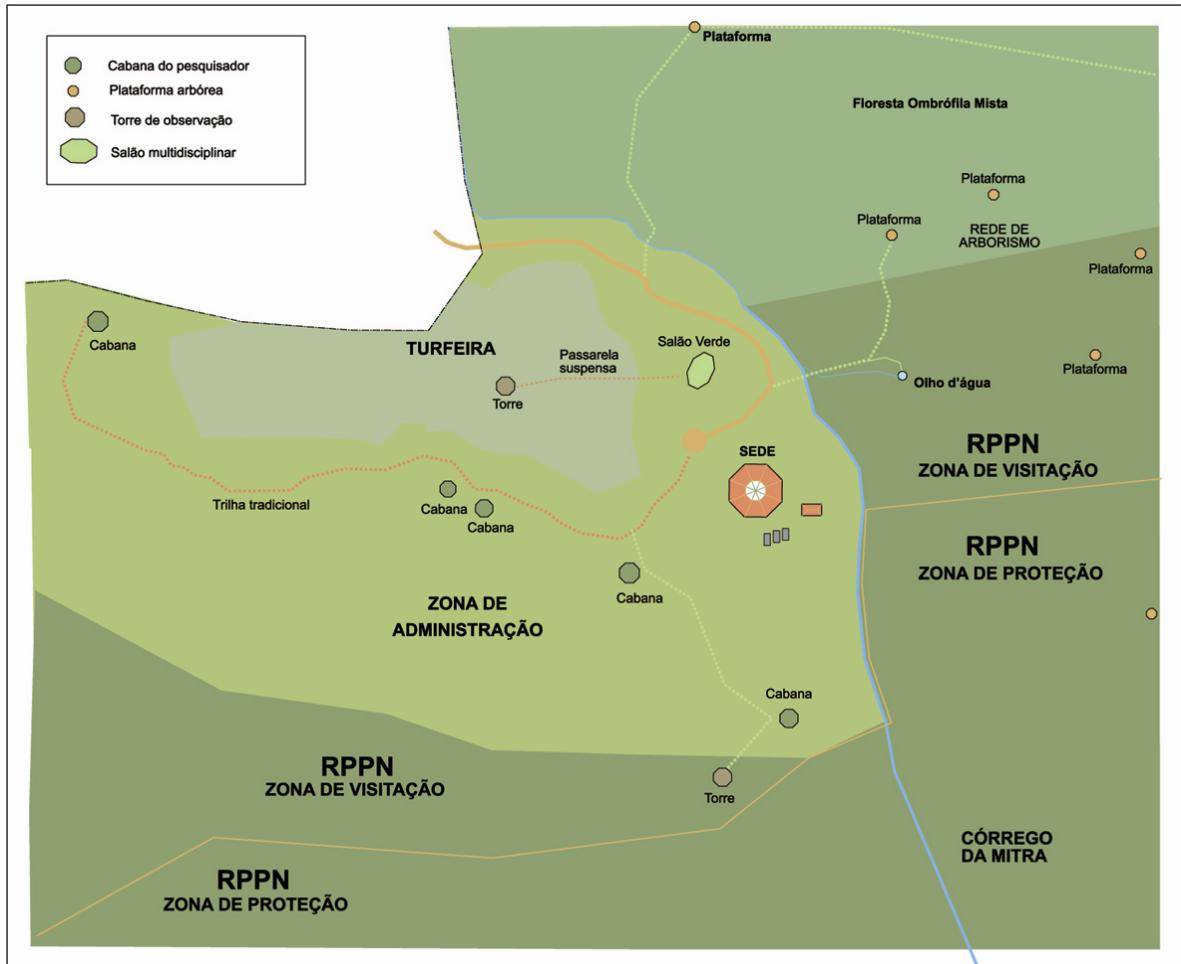 Cabana do pesquisador
Plataforma arbórea
Torre de observação
Salão multidisciplinar
Plataforma
Floresta Ombrófila Mista
Plataforma
Plataforma
REDE DE
ARBORISMO
Plataforma
Cabana
TURFEIRA
Passarela
suspensa
Salão Verde
Torre
Plataforma
Olho d'água
RPPN
ZONA DE VISITAÇÃO
SEDE
Trilha tradicional
Cabana
Cabana
RPPN
ZONA DE PROTEÇÃO
Cabana
ZONA DE
ADMINISTRAÇÃO
Cabana
RPPN
ZONA DE VISITAÇÃO
Torre
CÓRREGO
DA MITRA
RPPN
ZONA DE PROTEÇÃO